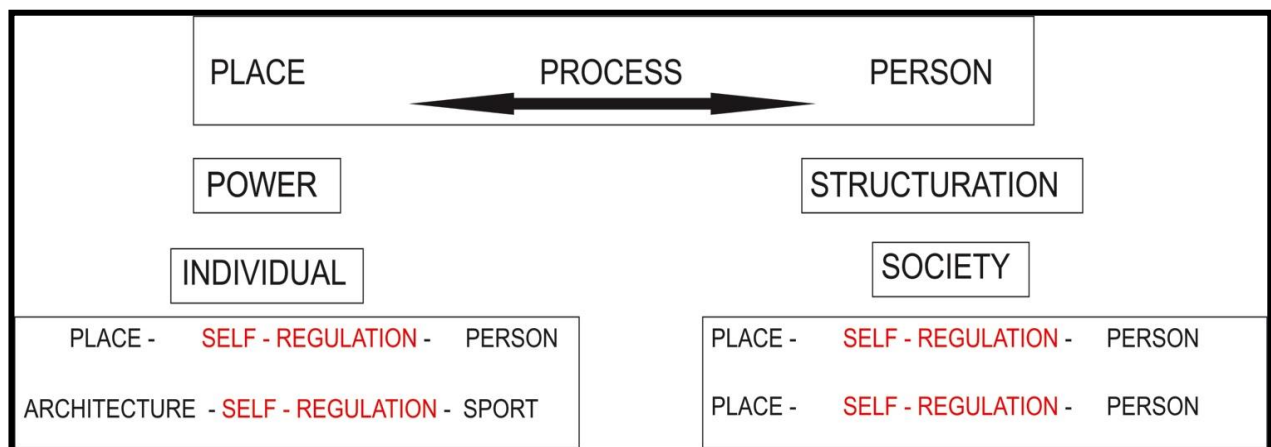 PLACE PROCESS PERSON
POWER STRUCTURATION
INDIVIDUAL SOCIETY
PLACE - SELF - REGULATION - PERSON
ARCHITECTURE - SELF - REGULATION - SPORT
PLACE - SELF - REGULATION - PERSON
PLACE - SELF - REGULATION - PERSON